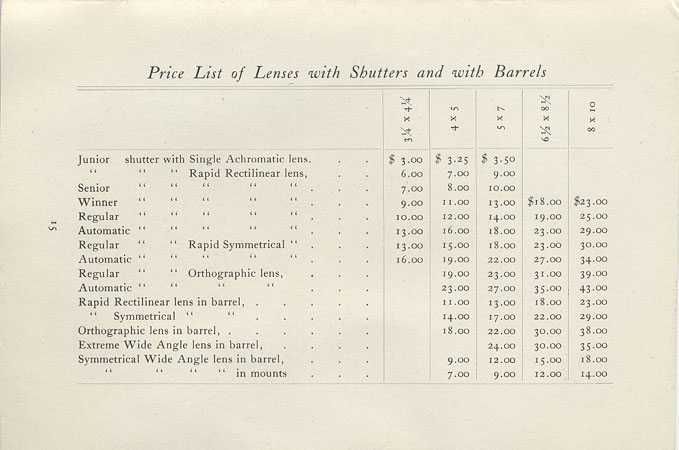 Price List of Lenses with Shutters and with Barrels
3¼ x 4¼ 4 x 5 5 x 7 6½ x 8½ 8 x 10
Junior shutter with Single Achromatic lens. . . $ 3.00 $ 3.25 $ 3.50
“ “ “ Rapid Rectilinear lens, . . 6.00 7.00 9.00
Senior “ “ “ “ “ . . . 7.00 8.00 10.00
Winner “ “ “ “ “ . . . 9.00 11.00 13.00 $18.00 $23.00
Regular “ “ “ “ “ . . . 10.00 12.00 14.00 19.00 25.00
Automatic “ “ “ “ “ . . . 13.00 16.00 18.00 23.00 29.00
Regular “ “ Rapid Symmetrical “ . . . 13.00 15.00 18.00 23.00 30.00
Automatic “ “ “ “ “ . . . 16.00 19.00 22.00 27.00 34.00
Regular “ “ Orthographic lens, . . . 19.00 23.00 31.00 39.00
Automatic “ “ “ “ . . . 23.00 27.00 35.00 43.00
Rapid Rectilinear lens in barrel, . . . . 11.00 13.00 18.00 23.00
“ Symmetrical “ “ . . . . 14.00 17.00 22.00 29.00
Orthographic lens in barrel, . . . . . 18.00 22.00 30.00 38.00
Extreme Wide Angle lens in barrel, . . . . 24.00 30.00 35.00
Symmetrical Wide Angle lens in barrel, . . . 9.00 12.00 15.00 18.00
“ “ “ “ in mounts . . . 7.00 9.00 12.00 14.00
51